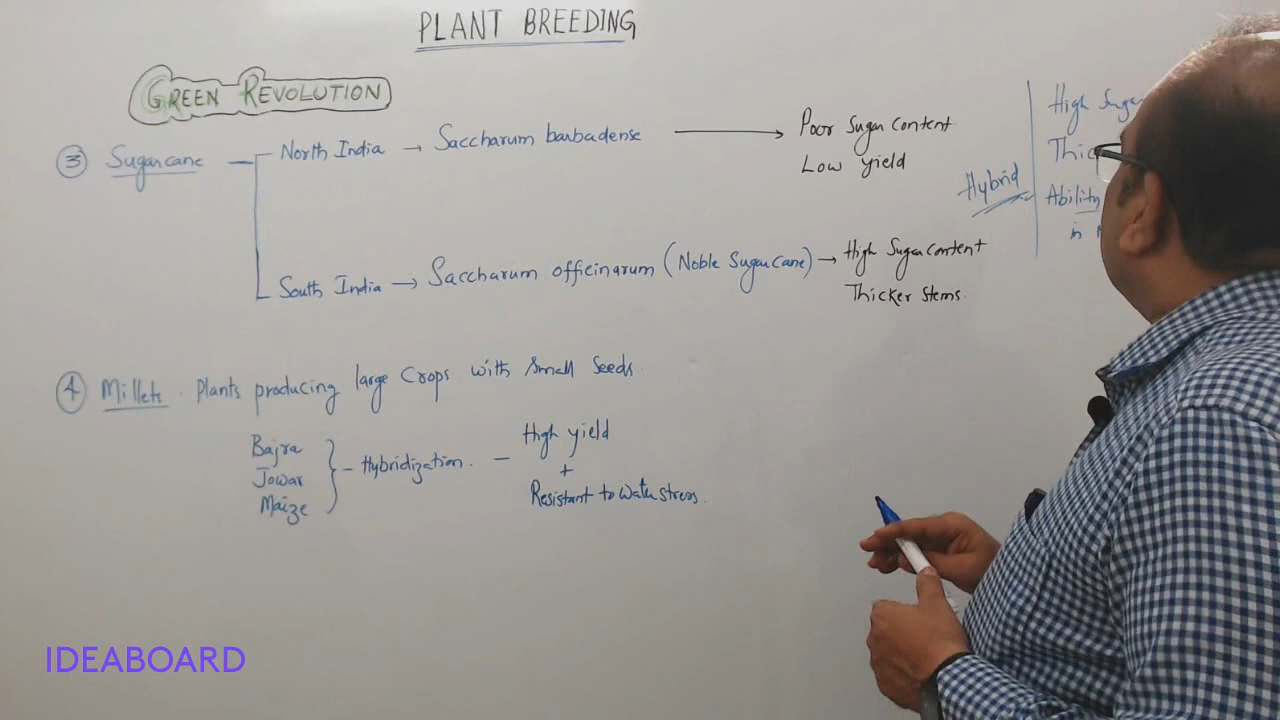 PLANT BREEDING
GREEN REVOLUTION
③ Sugarcane — North India → Saccharum barbadense → Poor Sugar content
Low yield
South India → Saccharum officinarum (Noble Sugarcane) → High Sugar content
Thicker stems.
Hybrid
High
Ability
in
④ Millets. Plants producing large Crops with small seeds.
Bajra
Jowar
Maize
} - Hybridization. - High yield
+
Resistant to water stress.
IDEABOARD